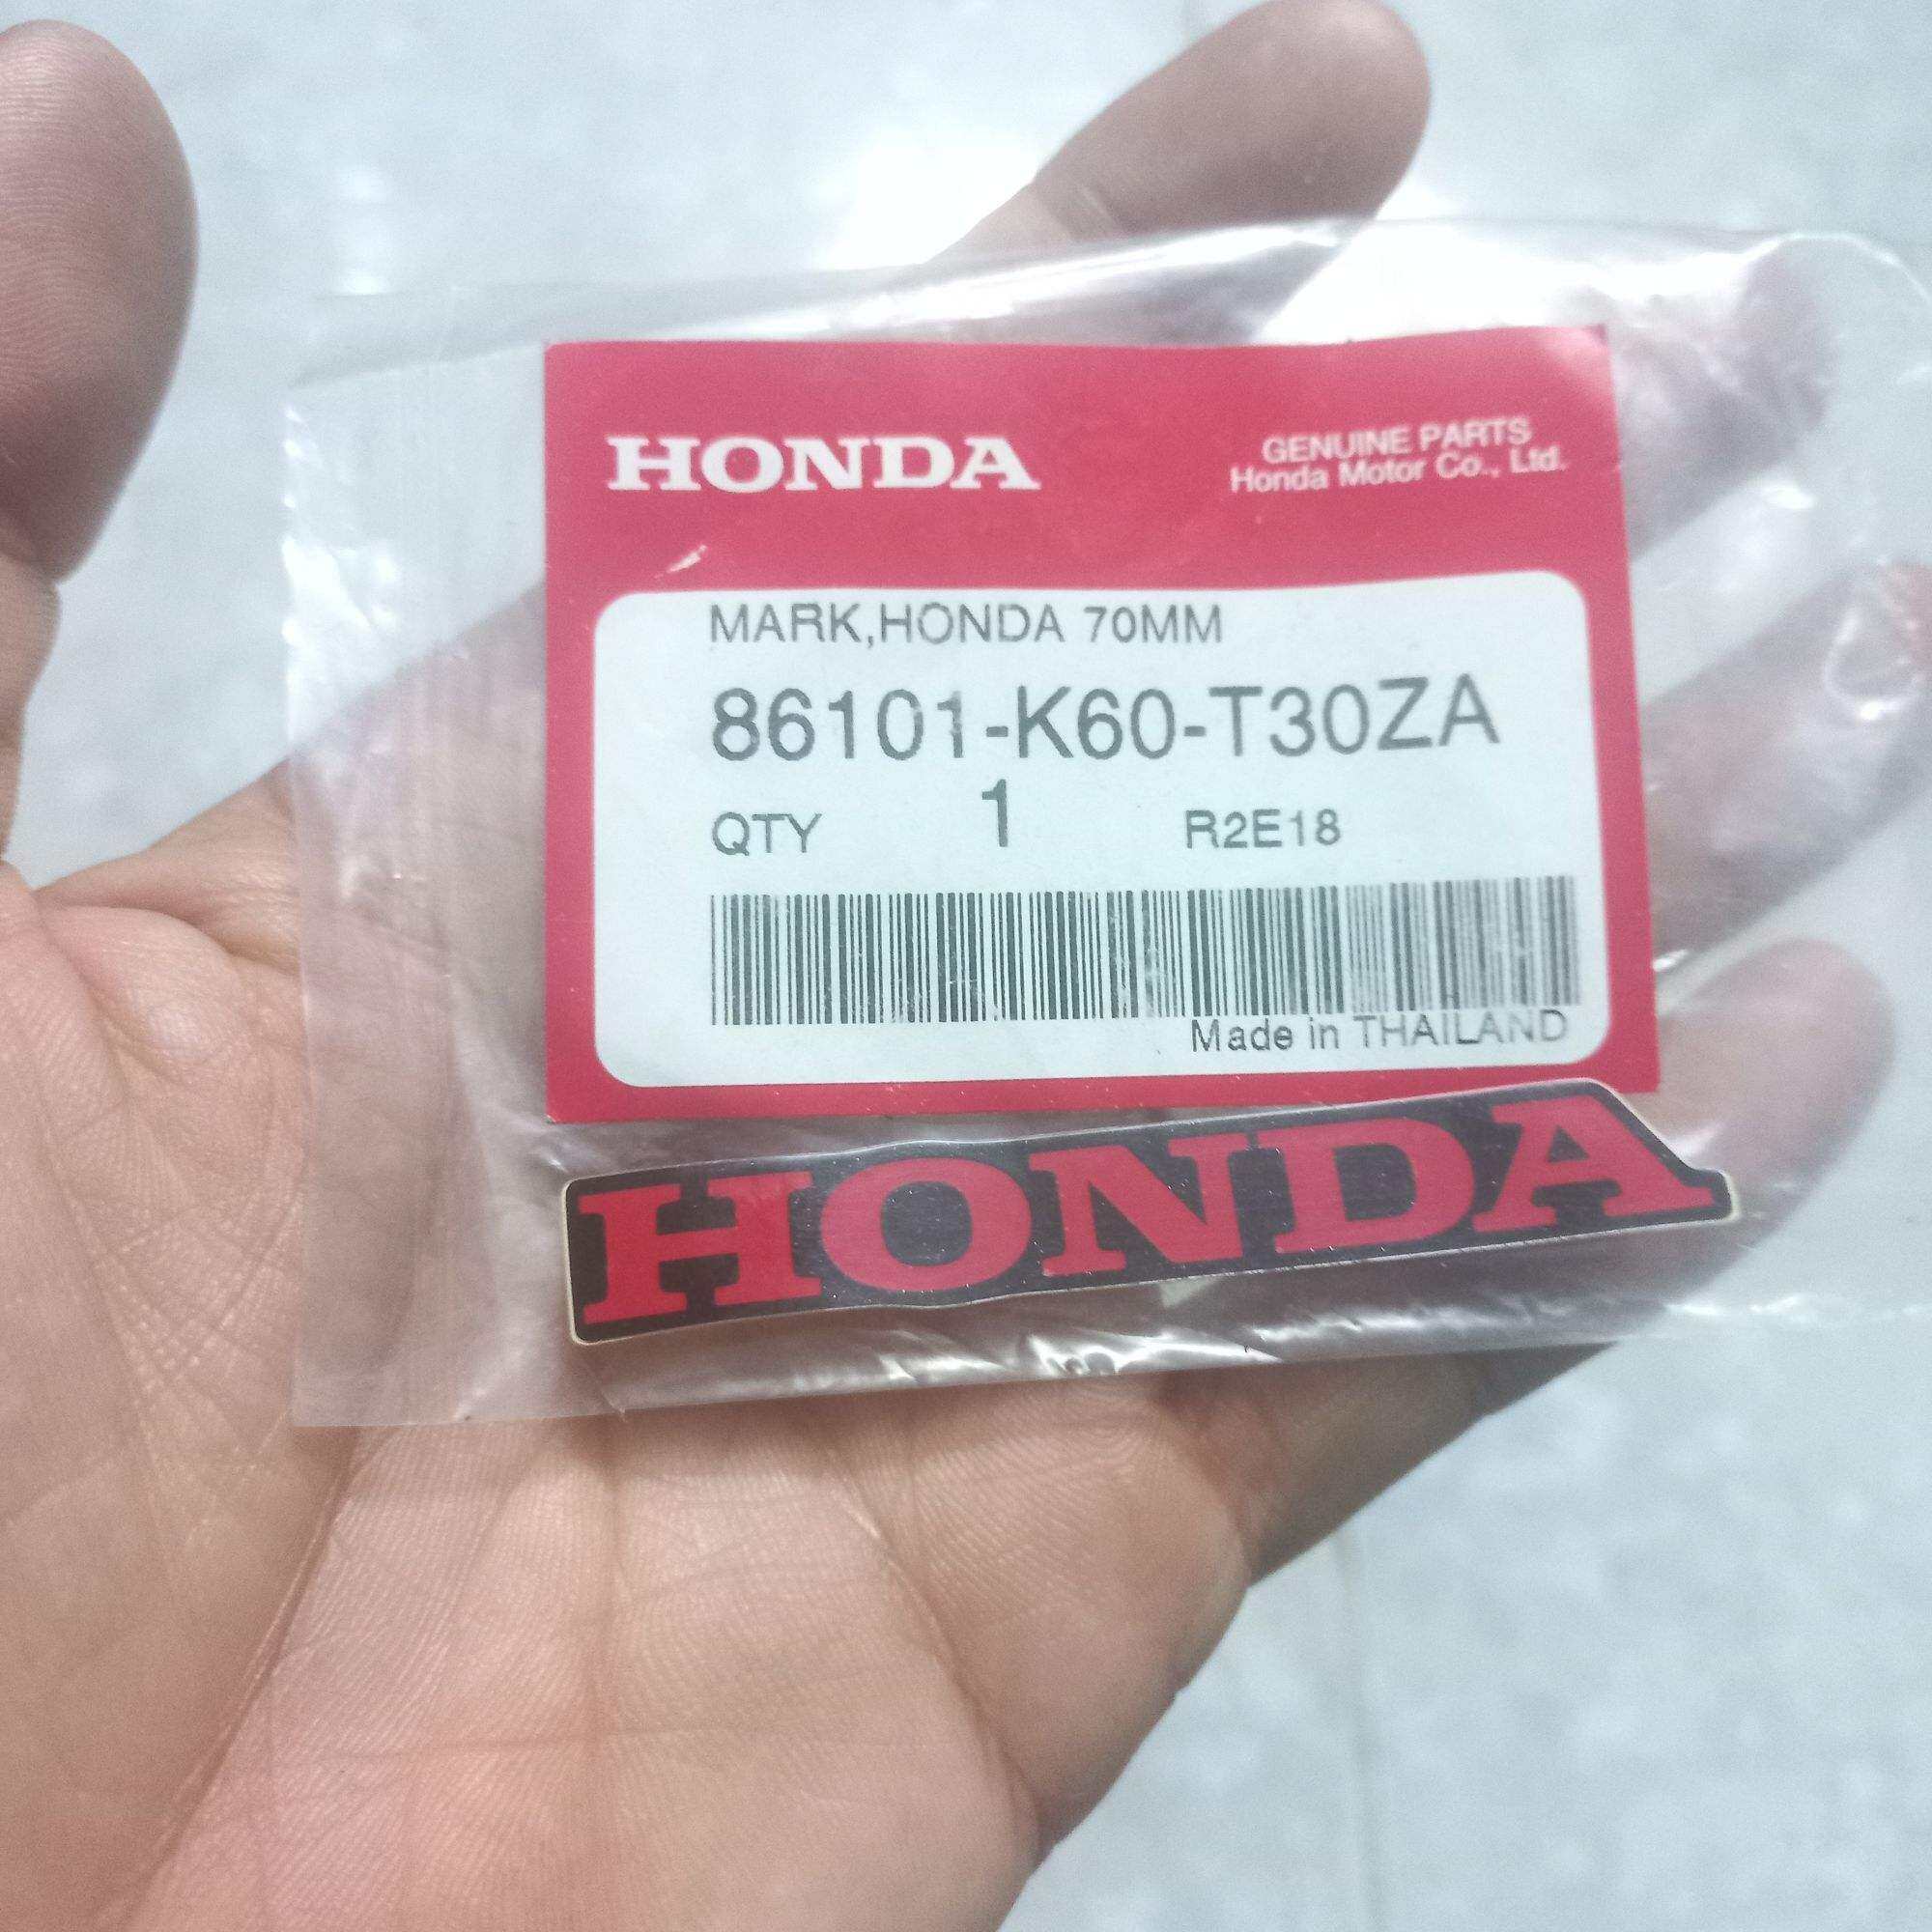 HONDA
GENUINE PARTS
Honda Motor Co., Ltd.
MARK,HONDA 70MM
86101-K60-T30ZA
QTY 1 R2E18
Made in THAILAND
HONDA